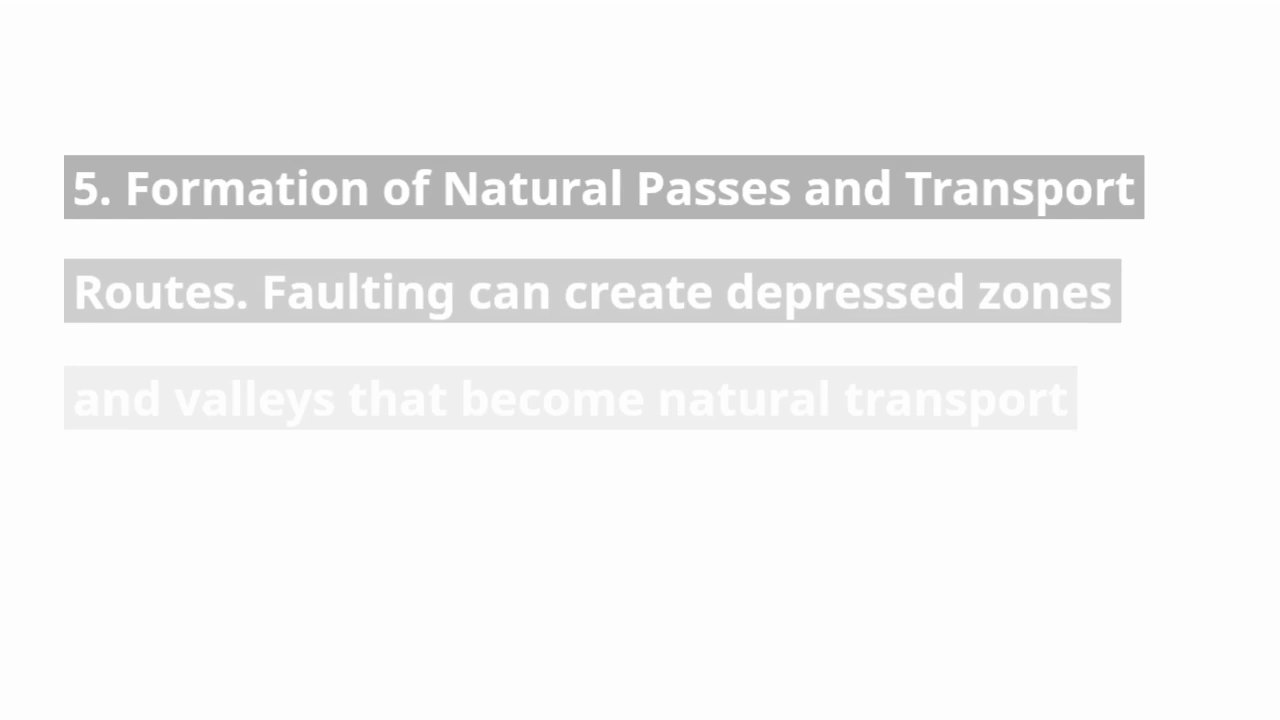 5. Formation of Natural Passes and Transport
Routes. Faulting can create depressed zones
and valleys that become natural transport